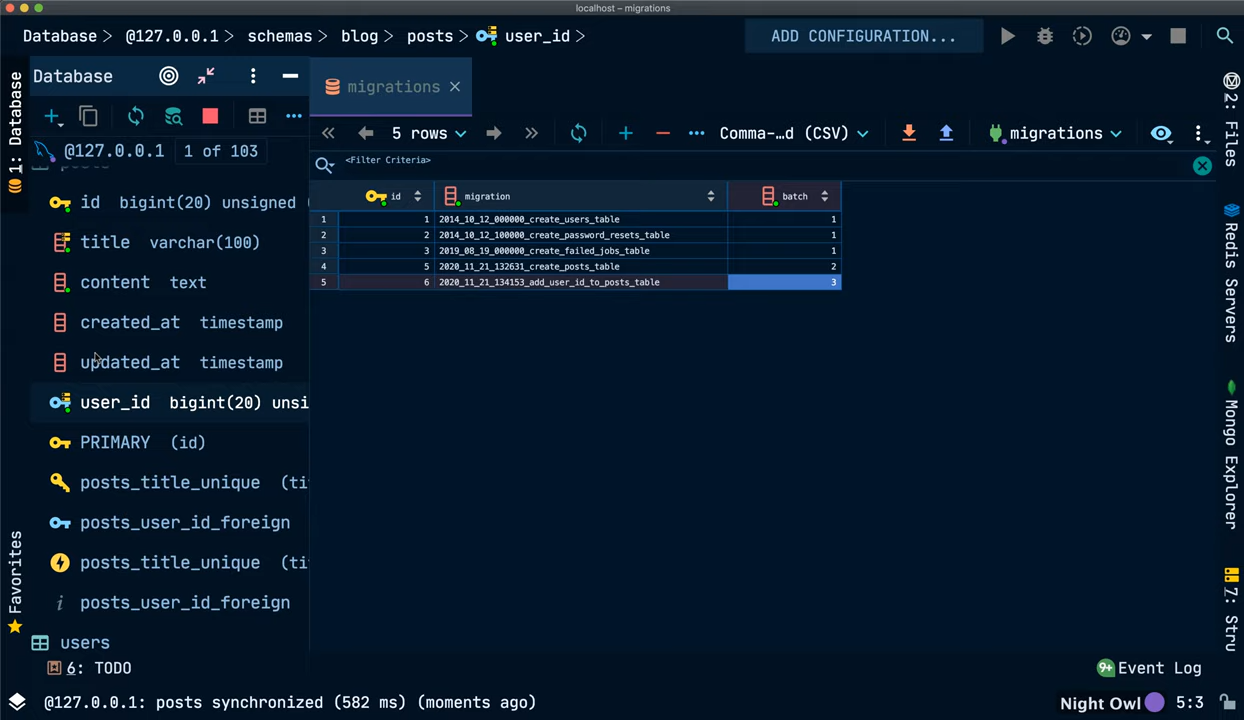 localhost – migrations
Database > @127.0.0.1 > schemas > blog > posts > user_id >
ADD CONFIGURATION...
1: Database
Database
migrations
@127.0.0.1 1 of 103
5 rows
Comma-…d (CSV)
migrations
<Filter Criteria>
posts
id bigint(20) unsigned
title varchar(100)
content text
created_at timestamp
updated_at timestamp
user_id bigint(20) unsi
PRIMARY (id)
posts_title_unique (ti
posts_user_id_foreign
posts_title_unique (ti
posts_user_id_foreign
users
id migration batch
1 1 2014_10_12_000000_create_users_table 1
2 2 2014_10_12_100000_create_password_resets_table 1
3 3 2019_08_19_000000_create_failed_jobs_table 1
4 5 2020_11_21_132631_create_posts_table 2
5 6 2020_11_21_134153_add_user_id_to_posts_table 3
2: Files
Redis Servers
Mongo Explorer
7: Stru
Favorites
6: TODO
9+ Event Log
@127.0.0.1: posts synchronized (582 ms) (moments ago)
Night Owl 5:3